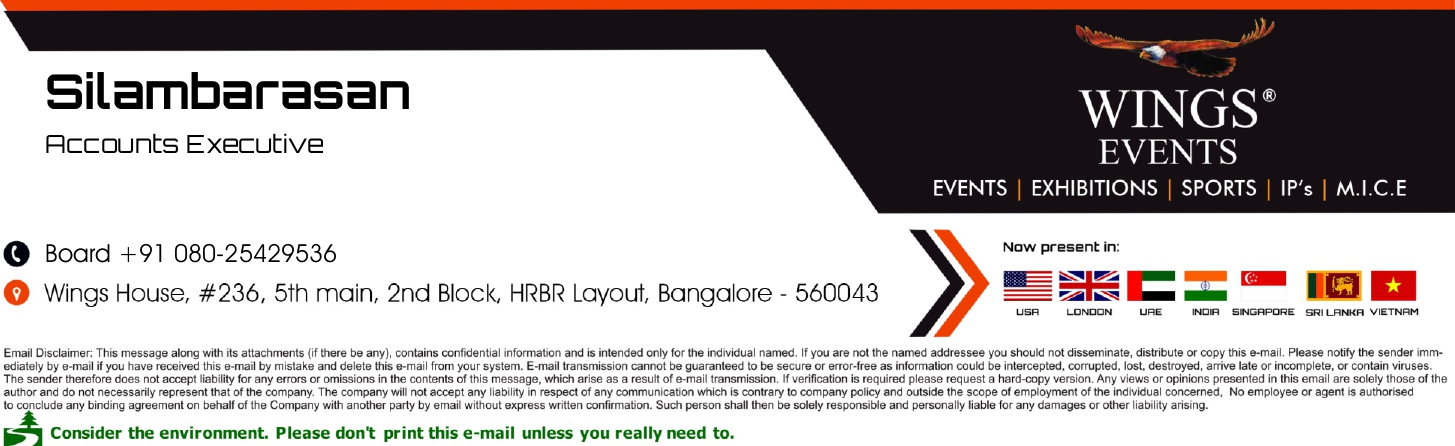 Silambarasan
Accounts Executive
WINGS®
EVENTS
EVENTS | EXHIBITIONS | SPORTS | IP's | M.I.C.E
Board +91 080-25429536
Wings House, #236, 5th main, 2nd Block, HRBR Layout, Bangalore - 560043
Now present in:
USA LONDON UAE INDIA SINGAPORE SRI LANKA VIETNAM
Email Disclaimer: This message along with its attachments (if there be any), contains confidential information and is intended only for the individual named. If you are not the named addressee you should not disseminate, distribute or copy this e-mail. Please notify the sender imm-
ediately by e-mail if you have received this e-mail by mistake and delete this e-mail from your system. E-mail transmission cannot be guaranteed to be secure or error-free as information could be intercepted, corrupted, lost, destroyed, arrive late or incomplete, or contain viruses.
The sender therefore does not accept liability for any errors or omissions in the contents of this message, which arise as a result of e-mail transmission. If verification is required please request a hard-copy version. Any views or opinions presented in this email are solely those of the
author and do not necessarily represent that of the company. The company will not accept any liability in respect of any communication which is contrary to company policy and outside the scope of employment of the individual concerned, No employee or agent is authorised
to conclude any binding agreement on behalf of the Company with another party by email without express written confirmation. Such person shall then be solely responsible and personally liable for any damages or other liability arising.
Consider the environment. Please don't print this e-mail unless you really need to.